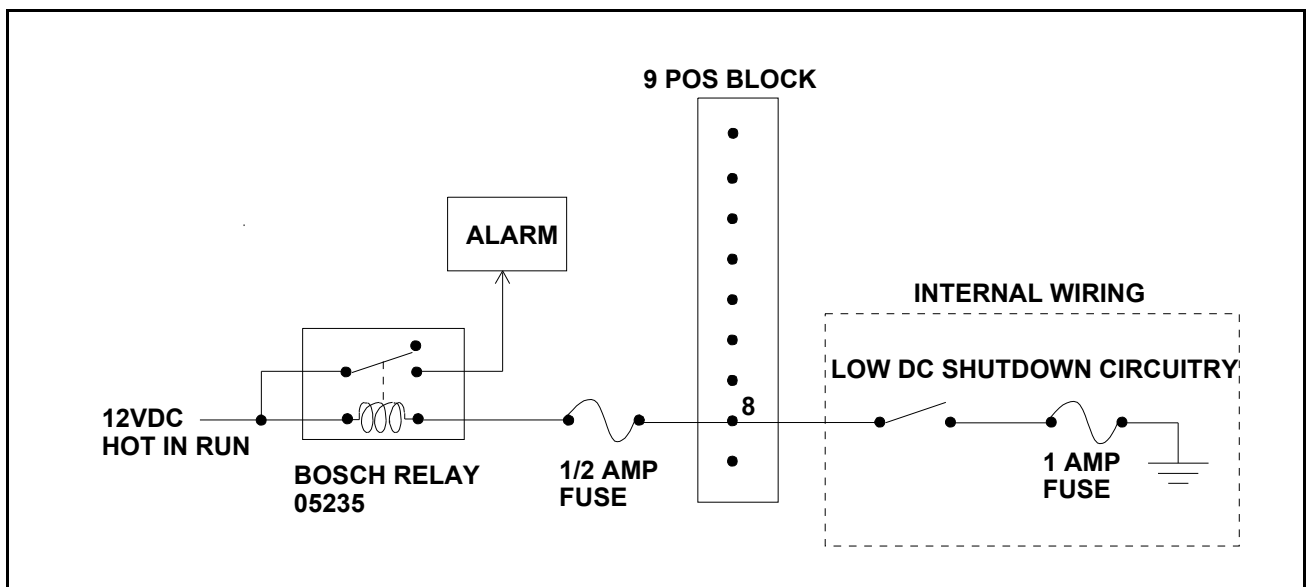 9 POS BLOCK
ALARM
INTERNAL WIRING
LOW DC SHUTDOWN CIRCUITRY
8
12VDC
HOT IN RUN
BOSCH RELAY
05235
1/2 AMP
FUSE
1 AMP
FUSE